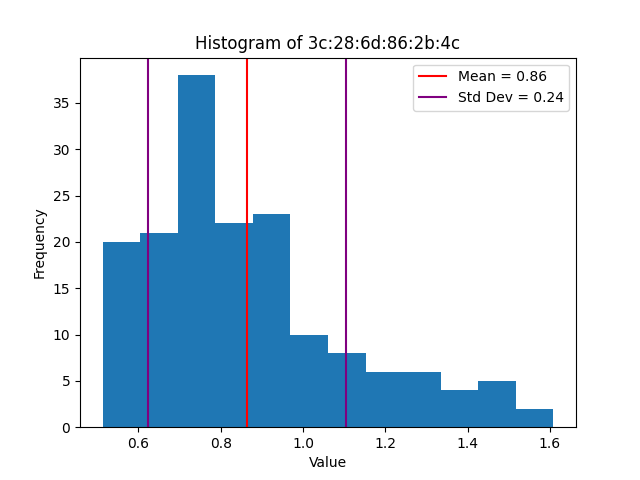 Histogram of 3c:28:6d:86:2b:4c
Mean = 0.86
Std Dev = 0.24
35
30
25
20
15
10
5
0
Frequency
0.6 0.8 1.0 1.2 1.4 1.6
Value